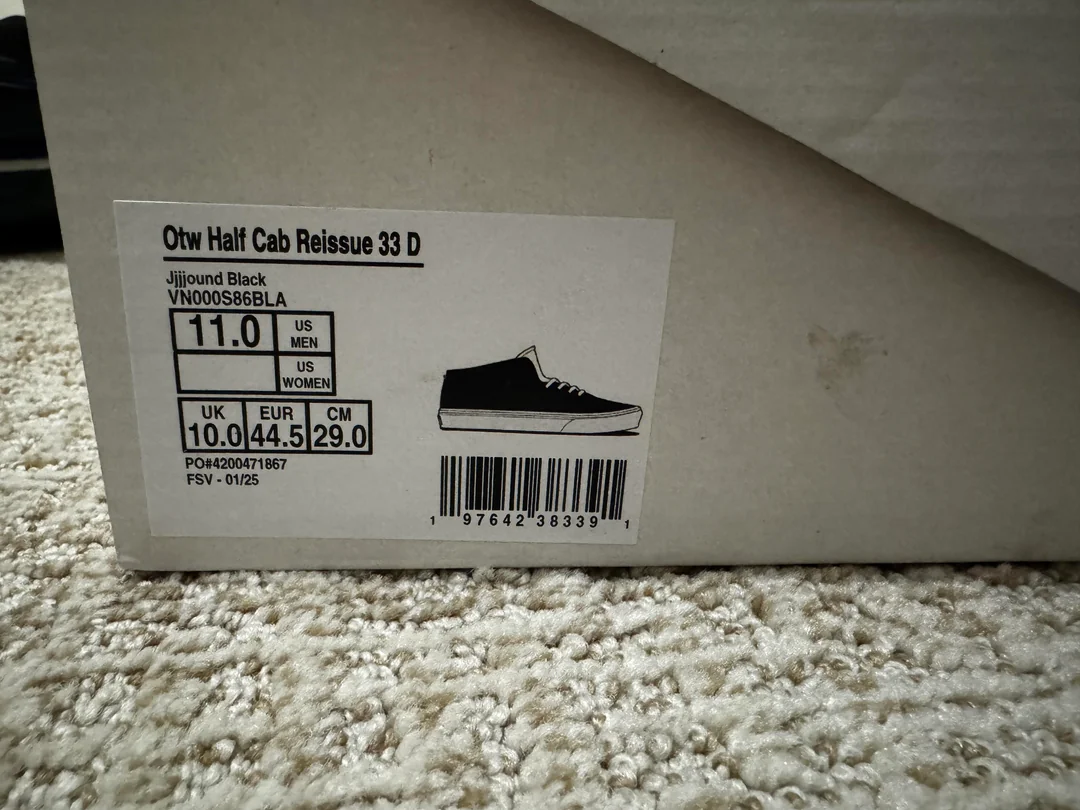 Otw Half Cab Reissue 33 D
Jjjjound Black
VN000S86BLA
11.0 US MEN
US WOMEN
UK EUR CM
10.0 44.5 29.0
PO#4200471867
FSV - 01/25
1 97642 38339 1